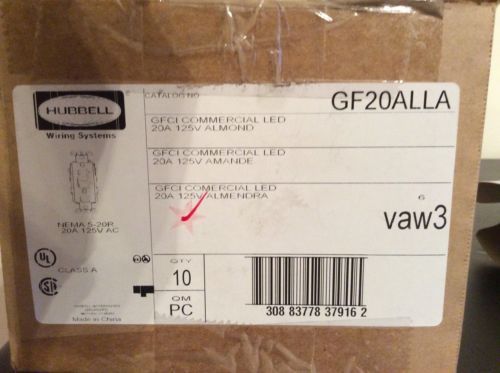 HUBBELL
Wiring Systems
CATALOG NO
GF20ALLA
GFCI COMMERCIAL LED
20A 125V ALMOND
GFCI COMMERCIAL LED
20A 125V AMANDE
GFCI COMERCIAL LED
20A 125V ALMENDRA
6
vaw3
NEMA 5-20R
20A 125V AC
UL
CLASS A
QTY
10
OM
PC
Made in China
308 83778 37916 2